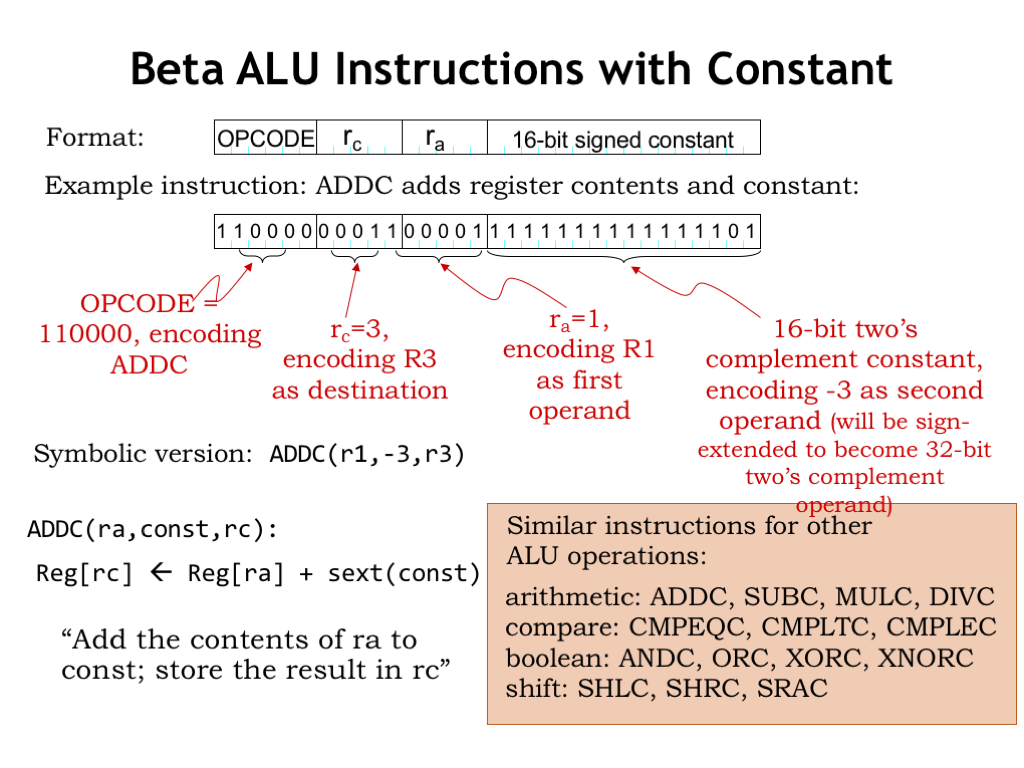 Beta ALU Instructions with Constant
Format: OPCODE rc ra 16-bit signed constant
Example instruction: ADDC adds register contents and constant:
1 1 0 0 0 0 0 0 0 1 1 0 0 0 0 1 1 1 1 1 1 1 1 1 1 1 1 1 1 1 0 1
OPCODE =
110000, encoding
ADDC
rc=3,
encoding R3
as destination
ra=1,
encoding R1
as first
operand
16-bit two’s
complement constant,
encoding -3 as second
operand (will be sign-
extended to become 32-bit
two’s complement
operand)
Symbolic version: ADDC(r1,-3,r3)
ADDC(ra,const,rc):
Reg[rc] ← Reg[ra] + sext(const)
“Add the contents of ra to
const; store the result in rc”
Similar instructions for other
ALU operations:
arithmetic: ADDC, SUBC, MULC, DIVC
compare: CMPEQC, CMPLTC, CMPLEC
boolean: ANDC, ORC, XORC, XNORC
shift: SHLC, SHRC, SRAC